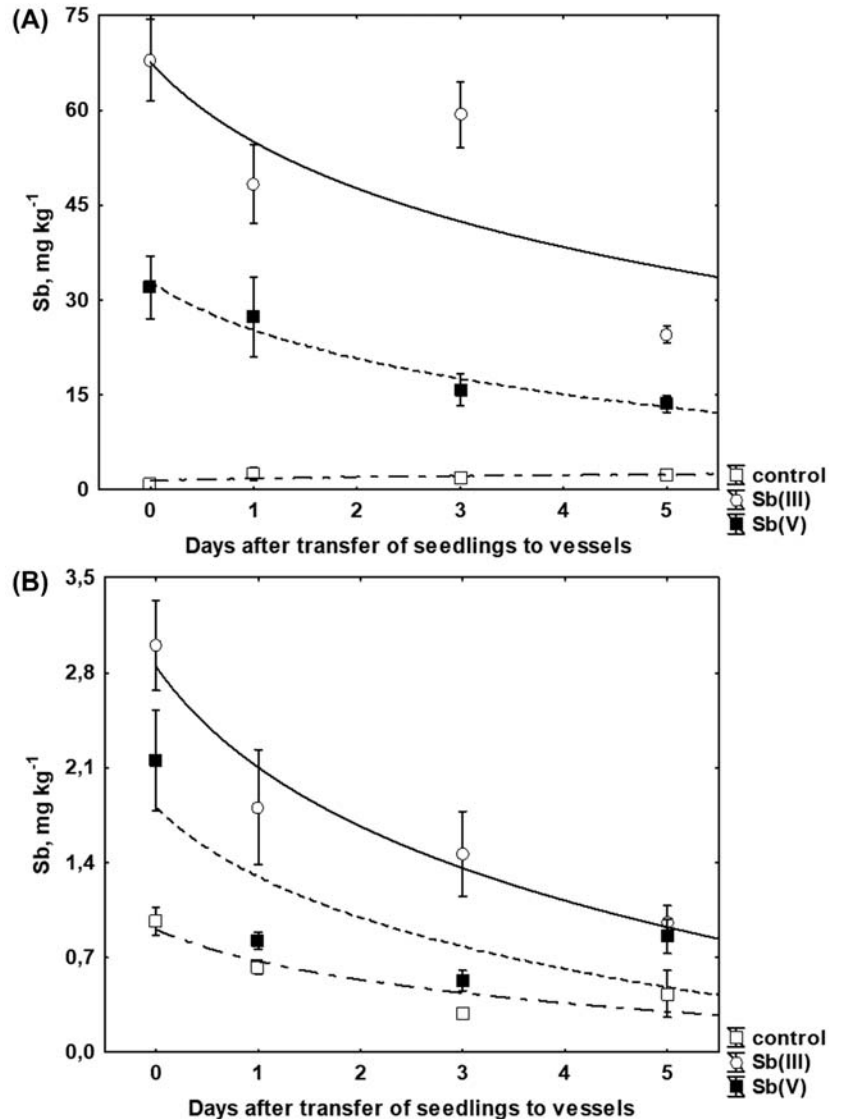 (A)
75
60
45
30
15
0
Sb, mg kg-1
0 1 2 3 4 5
Days after transfer of seedlings to vessels
control
Sb(III)
Sb(V)
(B)
3,5
2,8
2,1
1,4
0,7
0,0
Sb, mg kg-1
0 1 2 3 4 5
Days after transfer of seedlings to vessels
control
Sb(III)
Sb(V)